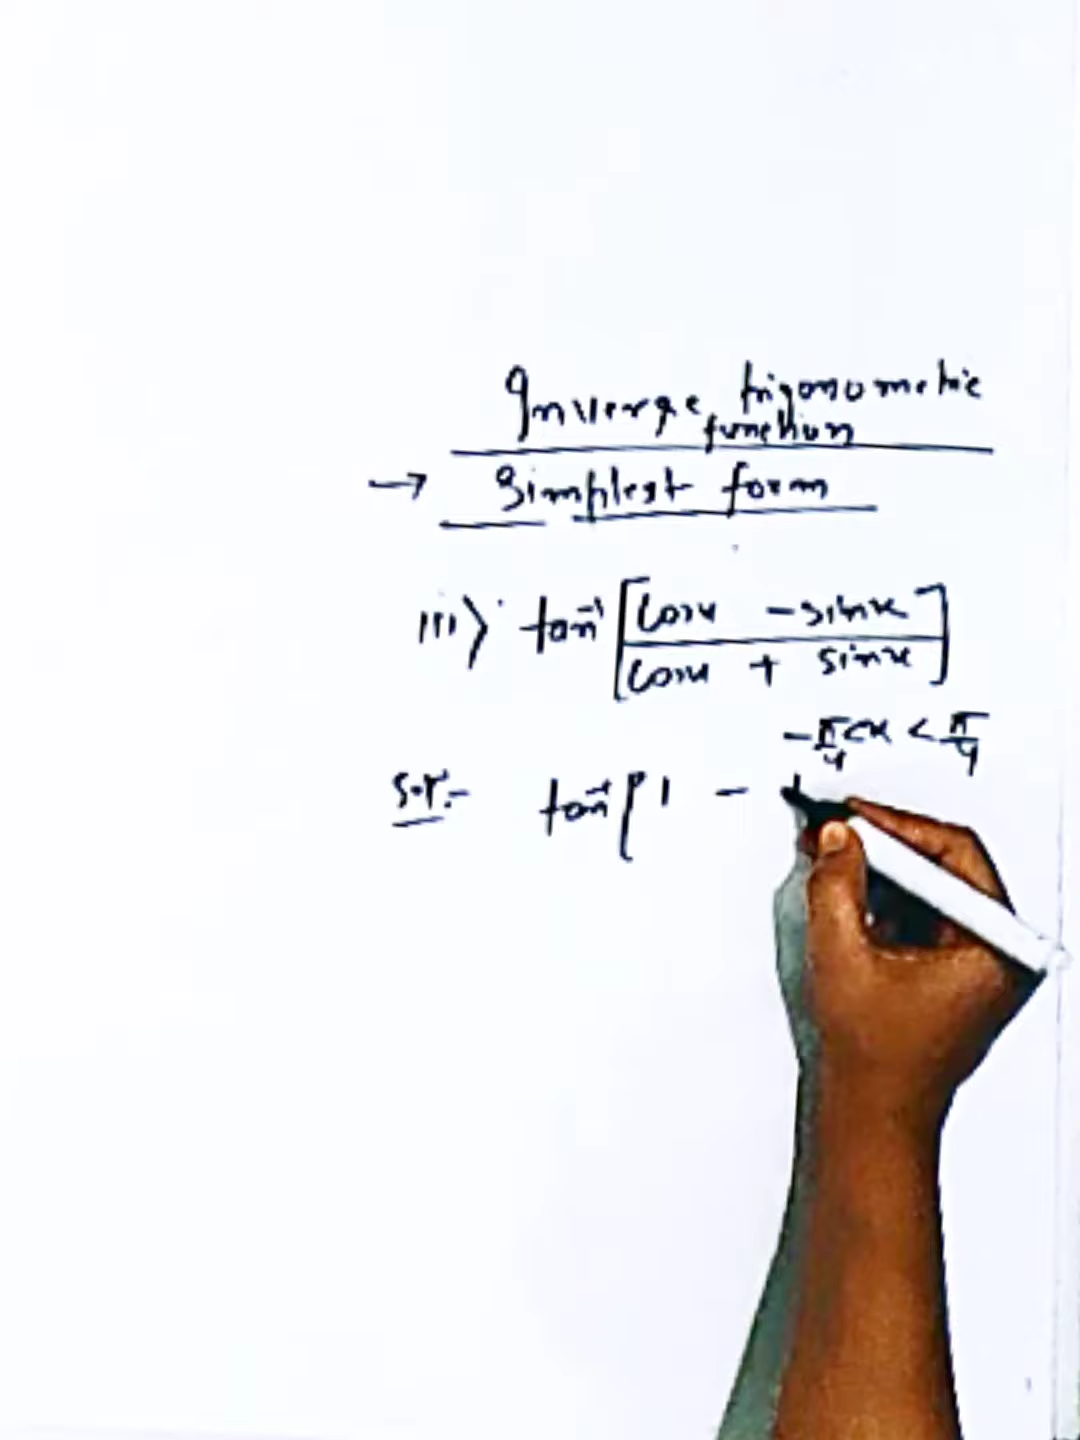 Inverse trigonometric
function
→ Simplest form
iii) tan⁻¹ [cosx - sinx
cosx + sinx]
-π/4 < x < π/4
tan⁻¹ [1 -